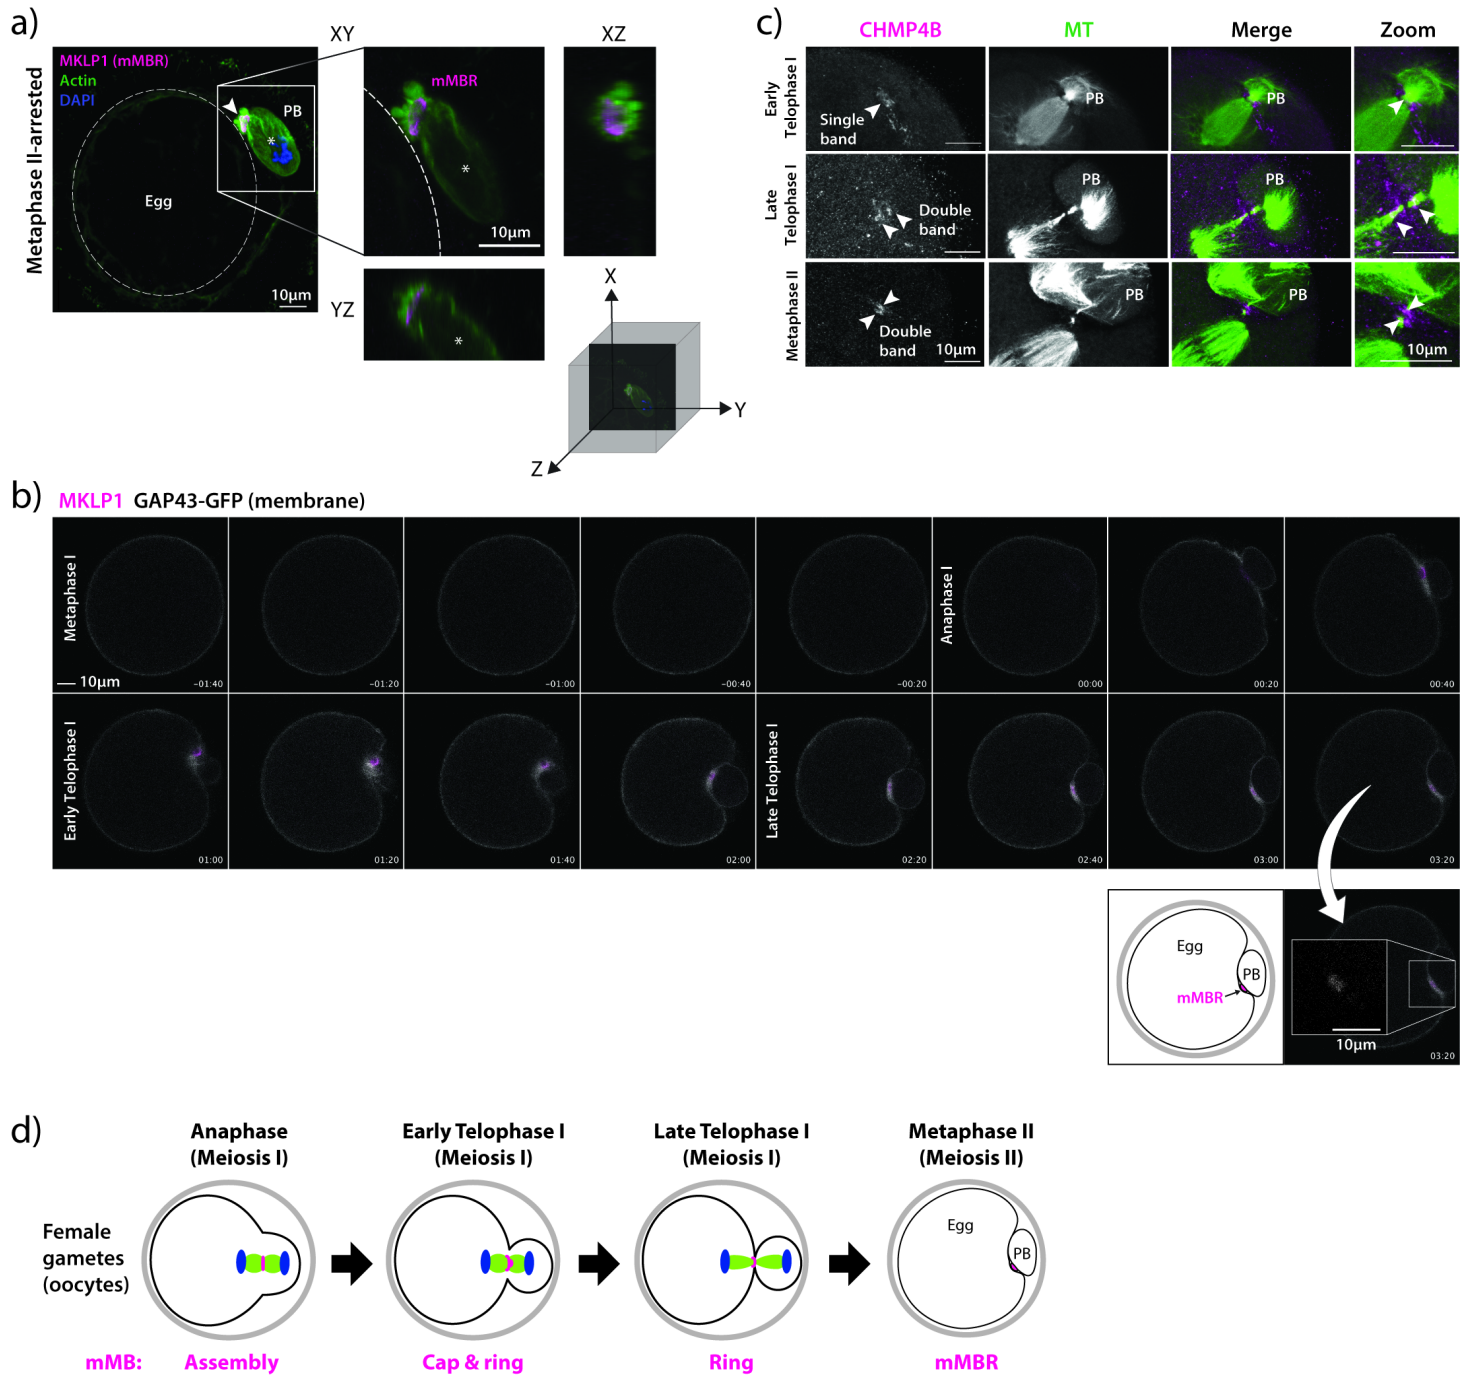 a)
XY
XZ
Metaphase II-arrested
MKLP1 (mMBR)
Actin
DAPI
PB
*
Egg
10µm
mMBR
*
10µm
YZ
*
X
Y
Z
c)
CHMP4B
MT
Merge
Zoom
Early
Telophase I
Single
band
PB
PB
Late
Telophase I
Double
band
PB
PB
Metaphase II
Double
band
10µm
PB
PB
10µm
b)
MKLP1 GAP43-GFP (membrane)
Metaphase I
10µm
−01:40
−01:20
−01:00
−00:40
−00:20
Anaphase I
00:00
00:20
00:40
Early Telophase I
01:00
01:20
01:40
02:00
Late Telophase I
02:20
02:40
03:00
03:20
Egg
PB
mMBR
10µm
03:20
d)
Anaphase
(Meiosis I)
Early Telophase I
(Meiosis I)
Late Telophase I
(Meiosis I)
Metaphase II
(Meiosis II)
Female
gametes
(oocytes)
Egg
PB
mMB:
Assembly
Cap & ring
Ring
mMBR